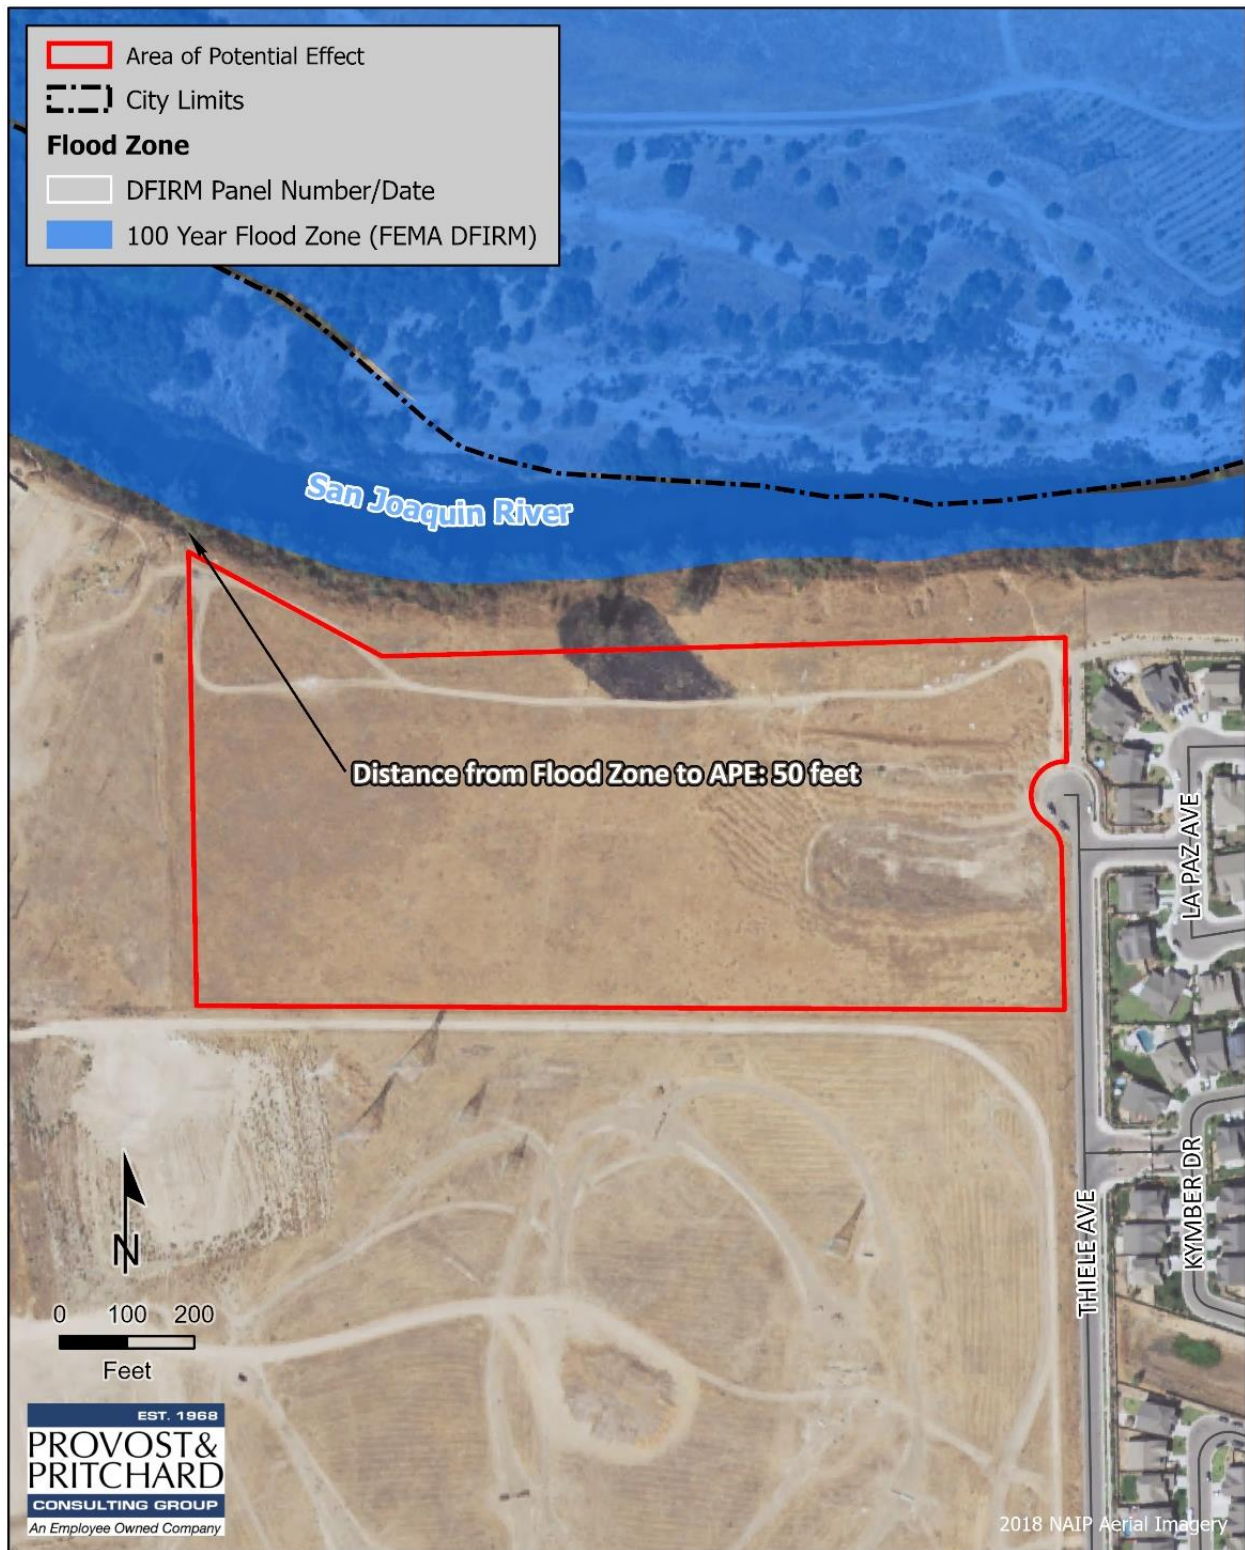 Area of Potential Effect
City Limits
Flood Zone
DFIRM Panel Number/Date
100 Year Flood Zone (FEMA DFIRM)
San Joaquin River
Distance from Flood Zone to APE: 50 feet
LA PAZ AVE
THIELE AVE
KYMBER DR
N
0 100 200
Feet
EST. 1968
PROVOST&
PRITCHARD
CONSULTING GROUP
An Employee Owned Company
2018 NAIP Aerial Imagery